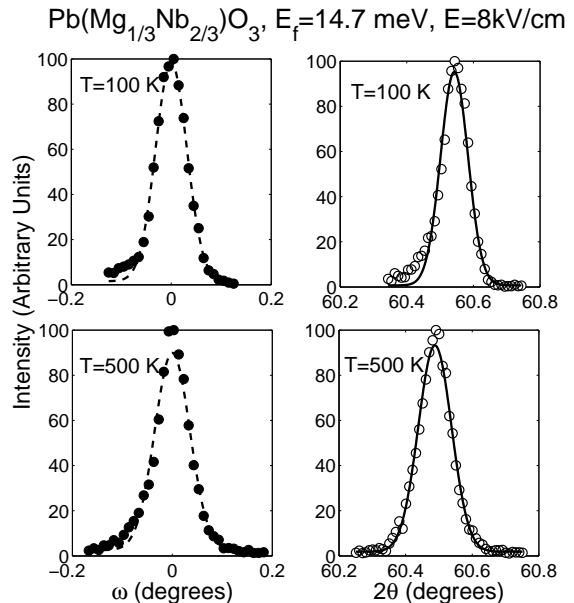 Pb(Mg1/3Nb2/3)O3, Ef=14.7 meV, E=8kV/cm
Intensity (Arbitrary Units)
T=100 K
100
80
60
40
20
0
−0.2 0 0.2
T=100 K
100
80
60
40
20
0
60.2 60.4 60.6 60.8
T=500 K
100
80
60
40
20
0
−0.2 0 0.2
ω (degrees)
T=500 K
100
80
60
40
20
0
60.2 60.4 60.6 60.8
2θ (degrees)